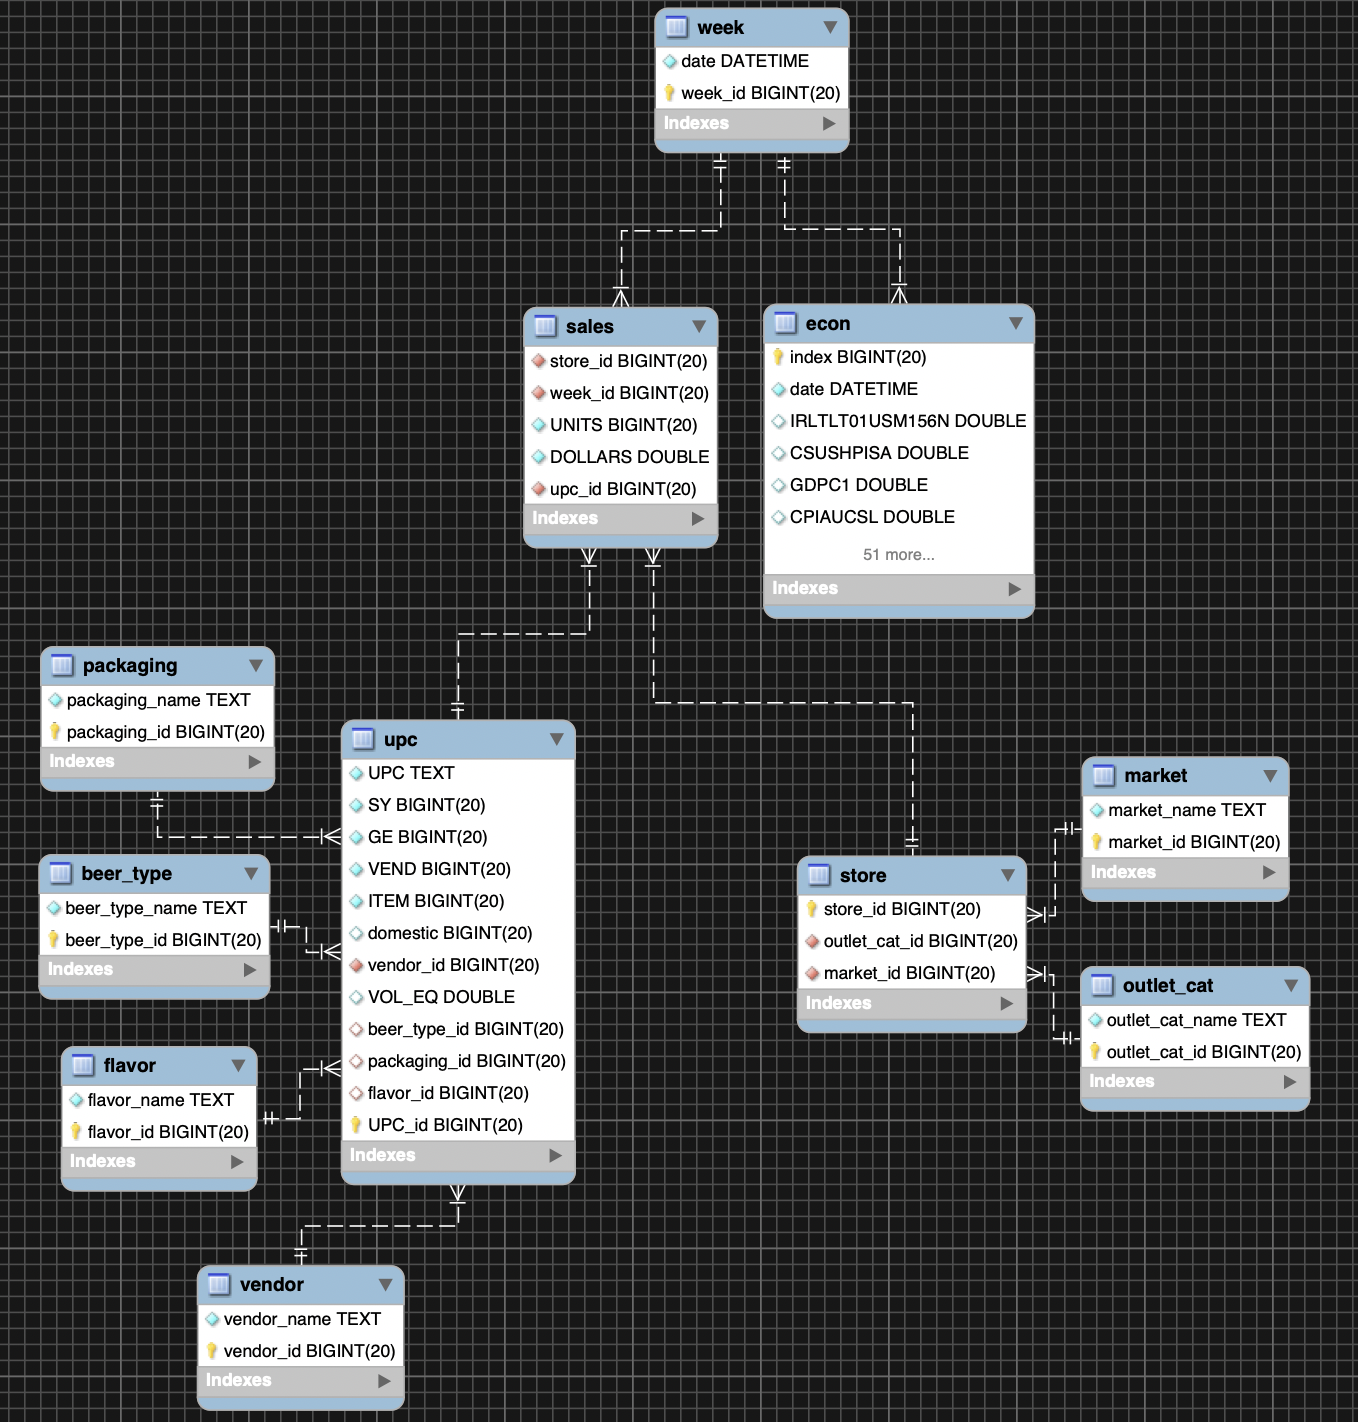 week
date DATETIME
week_id BIGINT(20)
Indexes
sales
store_id BIGINT(20)
week_id BIGINT(20)
UNITS BIGINT(20)
DOLLARS DOUBLE
upc_id BIGINT(20)
Indexes
econ
index BIGINT(20)
date DATETIME
IRLTLT01USM156N DOUBLE
CSUSHPISA DOUBLE
GDPC1 DOUBLE
CPIAUCSL DOUBLE
51 more...
Indexes
packaging
packaging_name TEXT
packaging_id BIGINT(20)
Indexes
upc
UPC TEXT
SY BIGINT(20)
GE BIGINT(20)
VEND BIGINT(20)
ITEM BIGINT(20)
domestic BIGINT(20)
vendor_id BIGINT(20)
VOL_EQ DOUBLE
beer_type_id BIGINT(20)
packaging_id BIGINT(20)
flavor_id BIGINT(20)
UPC_id BIGINT(20)
Indexes
market
market_name TEXT
market_id BIGINT(20)
Indexes
beer_type
beer_type_name TEXT
beer_type_id BIGINT(20)
Indexes
store
store_id BIGINT(20)
outlet_cat_id BIGINT(20)
market_id BIGINT(20)
Indexes
outlet_cat
outlet_cat_name TEXT
outlet_cat_id BIGINT(20)
Indexes
flavor
flavor_name TEXT
flavor_id BIGINT(20)
Indexes
vendor
vendor_name TEXT
vendor_id BIGINT(20)
Indexes